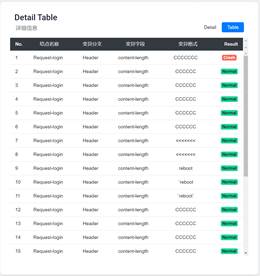 Detail Table
详细信息
Detail Table
No. 结点名称 变异分支 变异字段 变异格式 Result
1 Request-login Header content-length CCCCCCC Crash
2 Request-login Header content-length CCCCCC Normal
3 Request-login Header content-length CCCCCC Normal
4 Request-login Header content-length CCCCCC Normal
5 Request-login Header content-length CCCCCC Normal
6 Request-login Header content-length CCCCCC Normal
7 Request-login Header content-length <<<<<<< Normal
8 Request-login Header content-length <<<<<<< Normal
9 Request-login Header content-length reboot Normal
10 Request-login Header content-length `reboot Normal
11 Request-login Header content-length `reboot` Normal
12 Request-login Header content-length CCCCCC Normal
13 Request-login Header content-length CCCCCC Normal
14 Request-login Header content-length CCCCCC Normal
15 Request-login Header content-length CCCCCC Normal